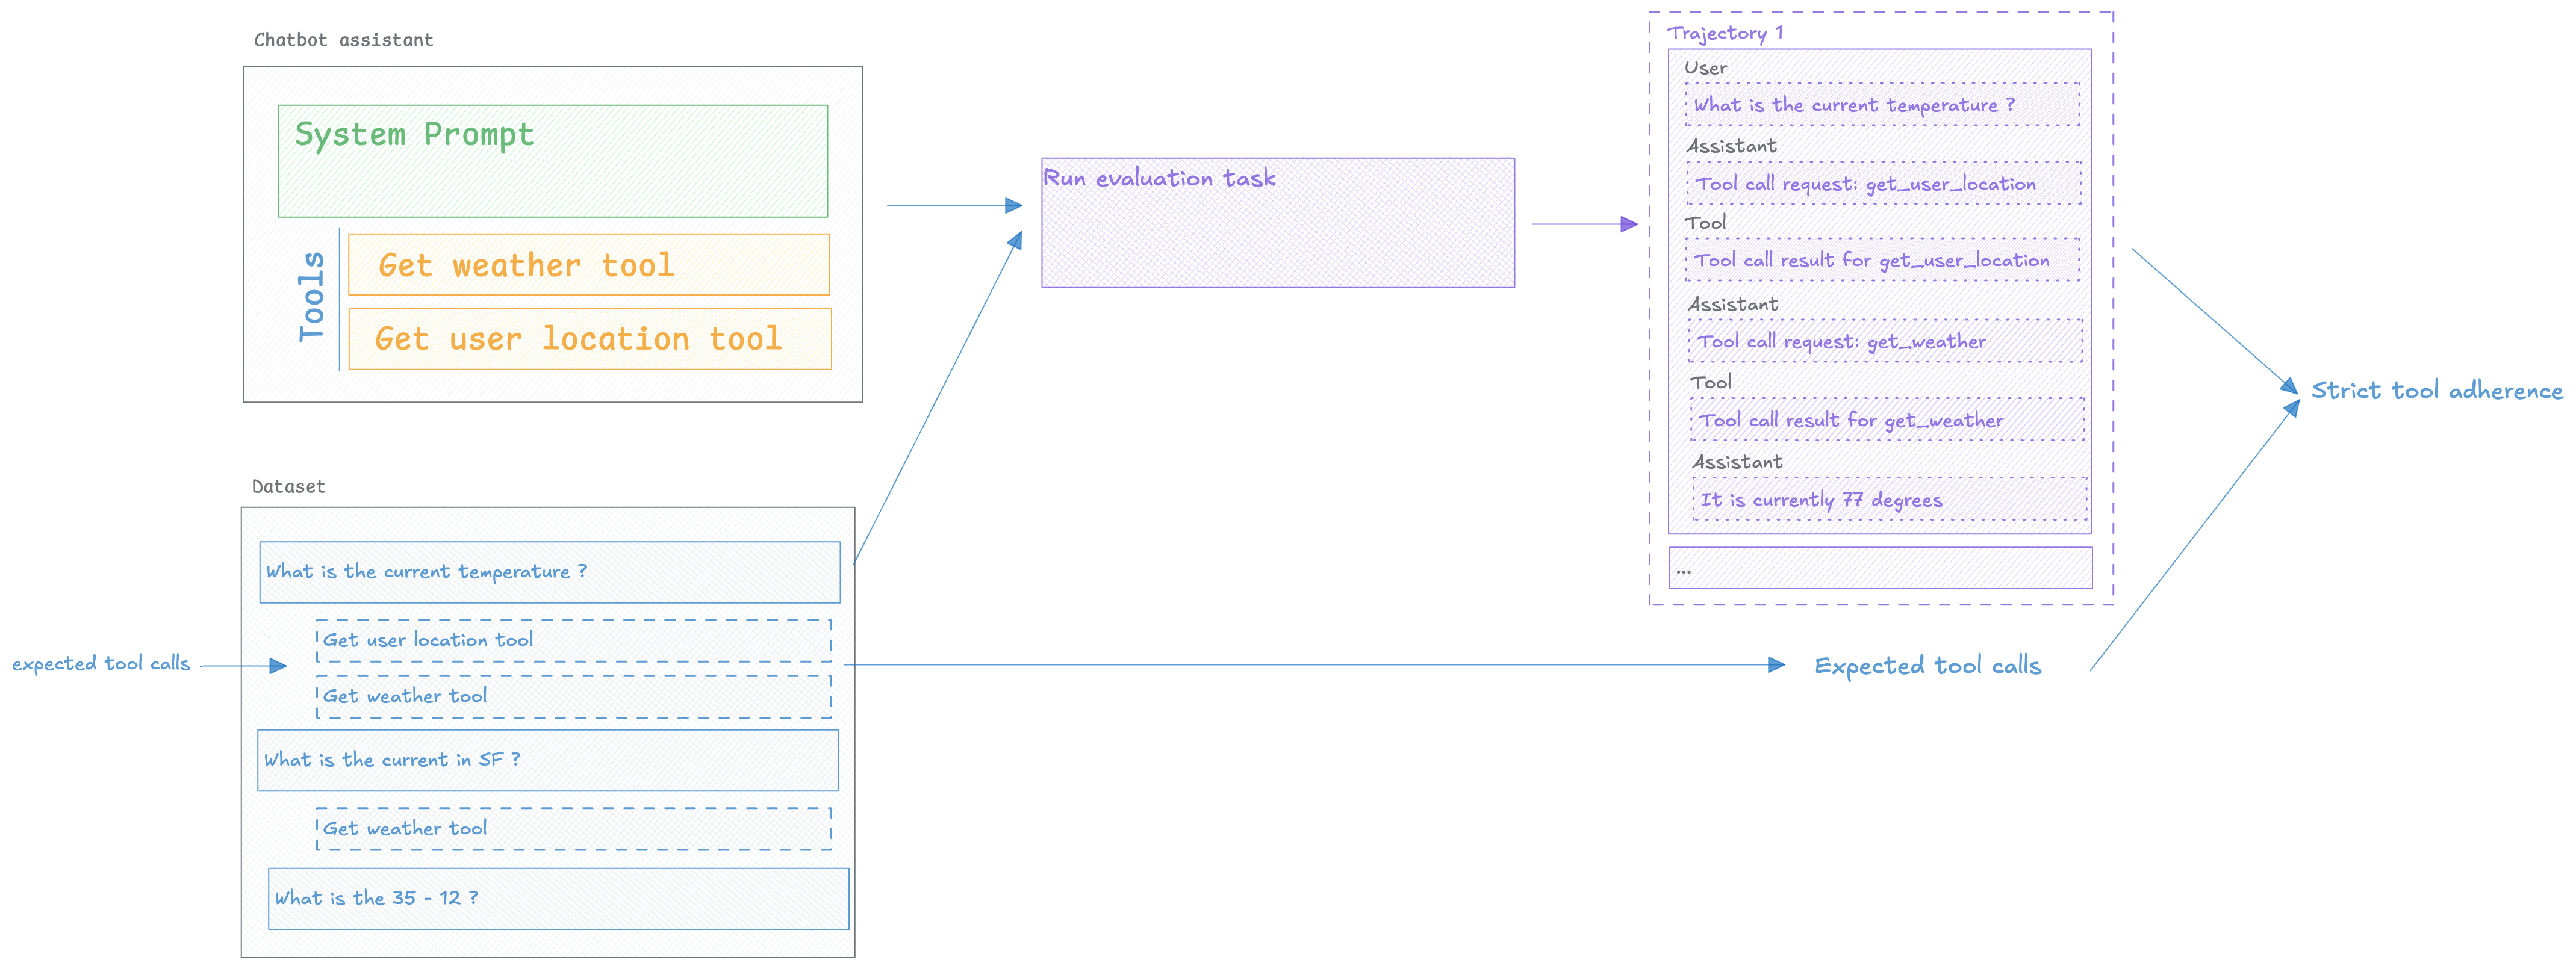 Chatbot assistant
System Prompt
Tools
Get weather tool
Get user location tool
Dataset
What is the current temperature ?
expected tool calls
Get user location tool
Get weather tool
What is the current in SF ?
Get weather tool
What is the 35 - 12 ?
Run evaluation task
Trajectory 1
User
What is the current temperature ?
Assistant
Tool call request: get_user_location
Tool
Tool call result for get_user_location
Assistant
Tool call request: get_weather
Tool
Tool call result for get_weather
Assistant
It is currently 77 degrees
...
Expected tool calls
Strict tool adherence